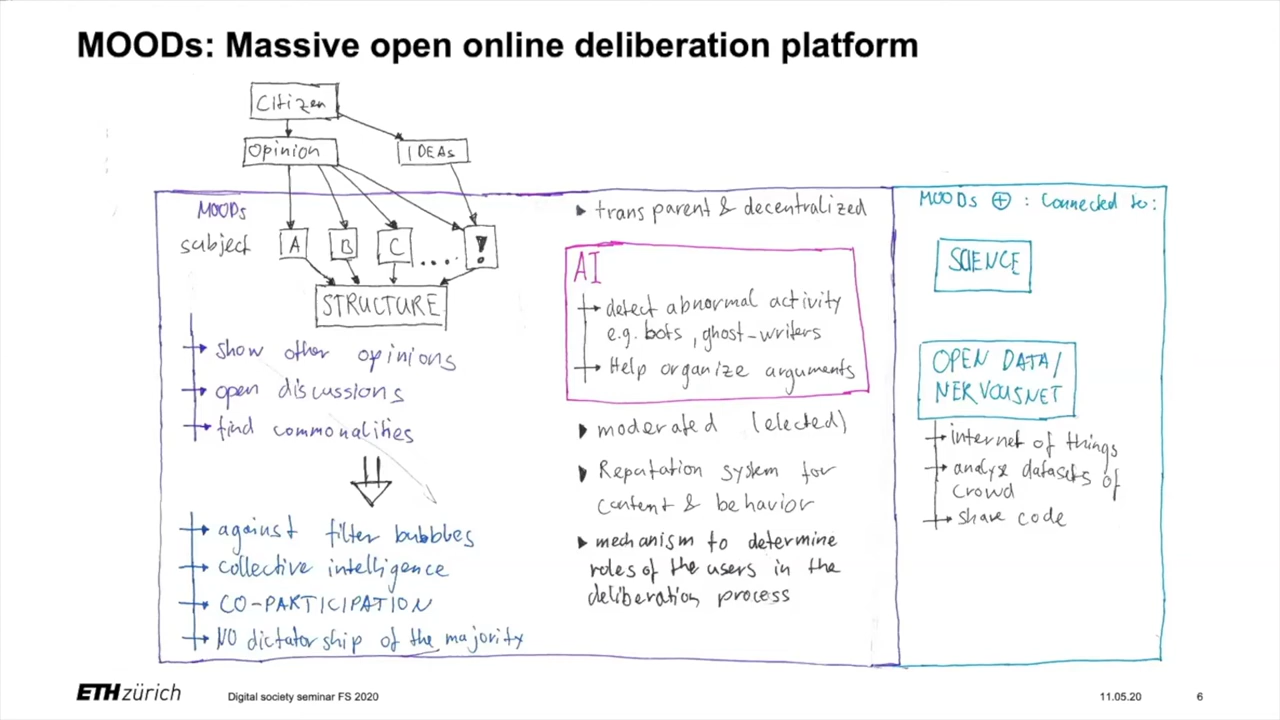 MOODs: Massive open online deliberation platform
Citizen
Opinion
IDEAs
MOODs
subject
A
B
C
....
!
STRUCTURE
show other opinions
open discussions
find commonalities
against filter bubbles
collective intelligence
CO-PARTICIPATION
NO dictatorship of the majority
transparent & decentralized
AI
detect abnormal activity
e.g. bots, ghost-writers
Help organize arguments
moderated (elected)
Reputation system for
content & behavior
mechanism to determine
roles of the users in the
deliberation process
MOODs + : Connected to:
SCIENCE
OPEN DATA/
NERVOUSNET
internet of things
analyze datasets of
crowd
share code
ETH zürich
Digital society seminar FS 2020
11.05.20
6